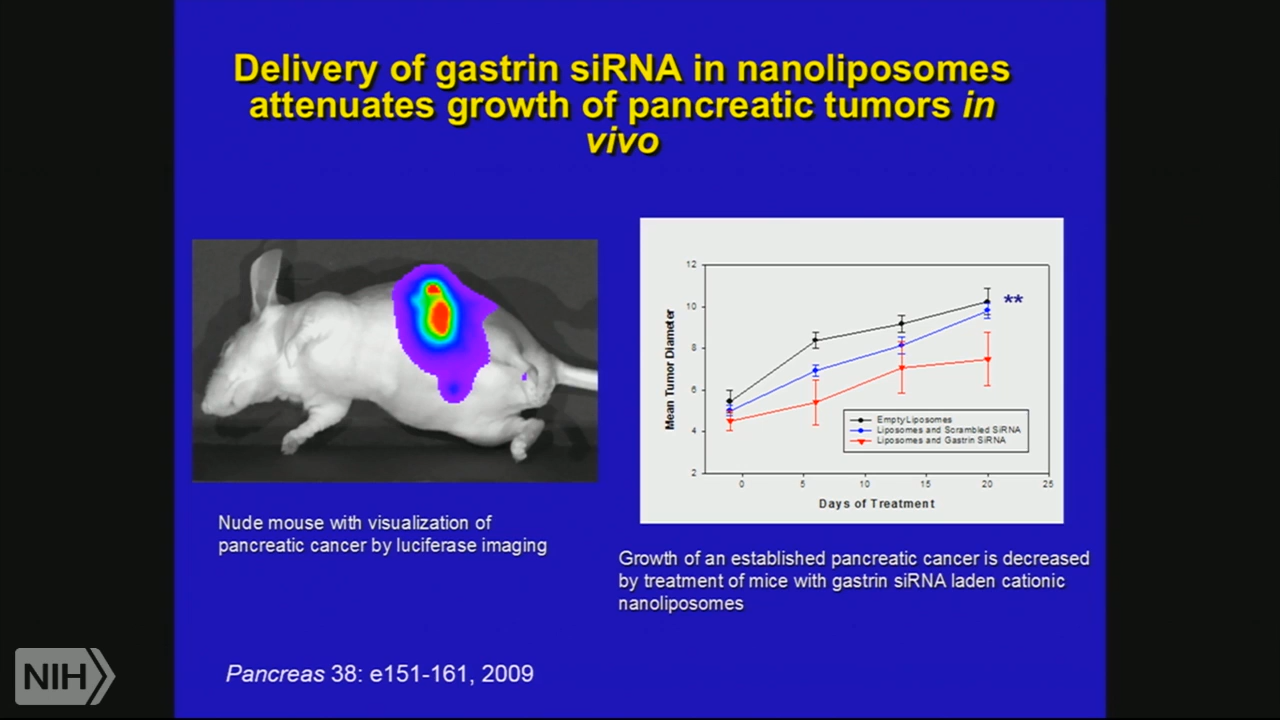 Delivery of gastrin siRNA in nanoliposomes
attenuates growth of pancreatic tumors in
vivo
12
10
8
6
4
2
0
5
10
15
20
25
Mean Tumor Diameter
Days of Treatment
**
Empty Liposomes
Liposomes and Scrambled SiRNA
Liposomes and Gastrin SiRNA
Nude mouse with visualization of
pancreatic cancer by luciferase imaging
Growth of an established pancreatic cancer is decreased
by treatment of mice with gastrin siRNA laden cationic
nanoliposomes
Pancreas 38: e151-161, 2009
NIH